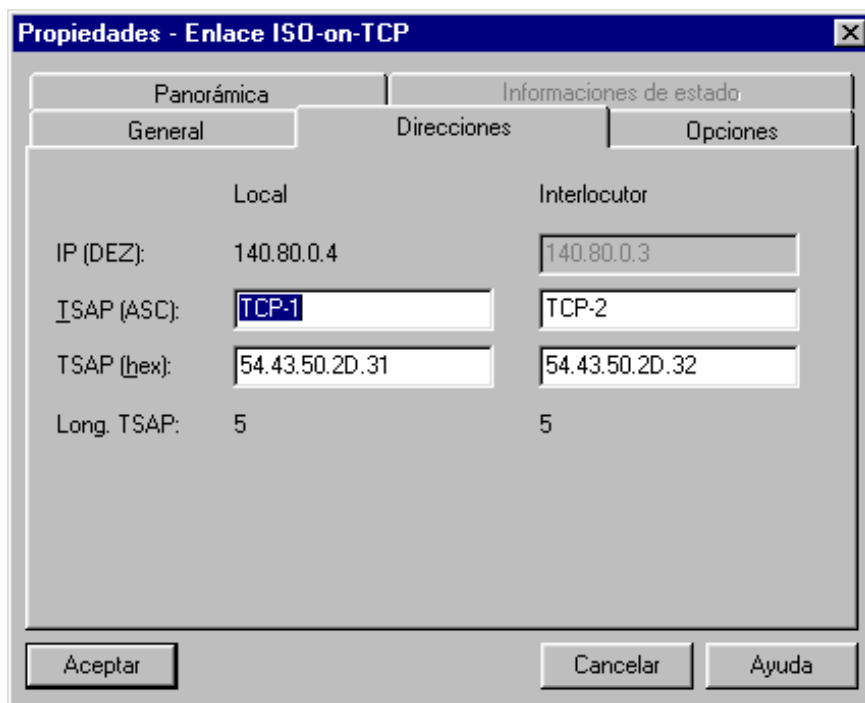 Propiedades - Enlace ISO-on-TCP
Panorámica Informaciones de estado
General Direcciones Opciones
Local Interlocutor
IP (DEZ): 140.80.0.4 140.80.0.3
TSAP (ASC): TCP-1 TCP-2
TSAP (hex): 54.43.50.2D.31 54.43.50.2D.32
Long. TSAP: 5 5
Aceptar Cancelar Ayuda